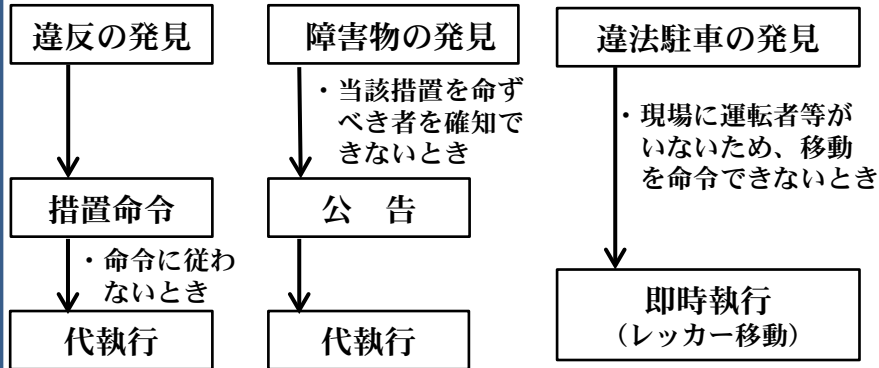 違反の発見
措置命令
・命令に従わ
ないとき
代執行
障害物の発見
・当該措置を命ず
べき者を確知で
きないとき
公 告
代執行
違法駐車の発見
・現場に運転者等が
いないため、移動
を命令できないとき
即時執行
（レッカー移動）